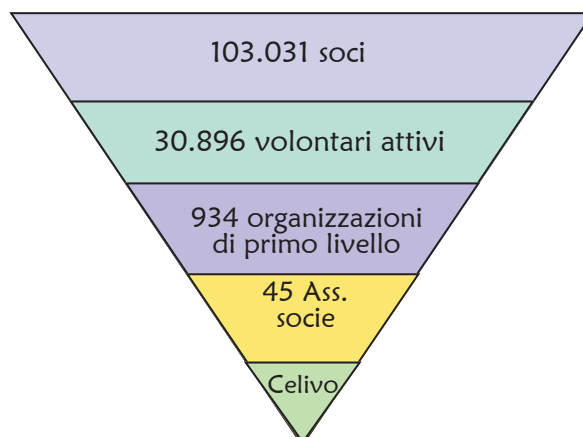 103.031 soci
30.896 volontari attivi
934 organizzazioni
di primo livello
45 Ass.
socie
Celivo